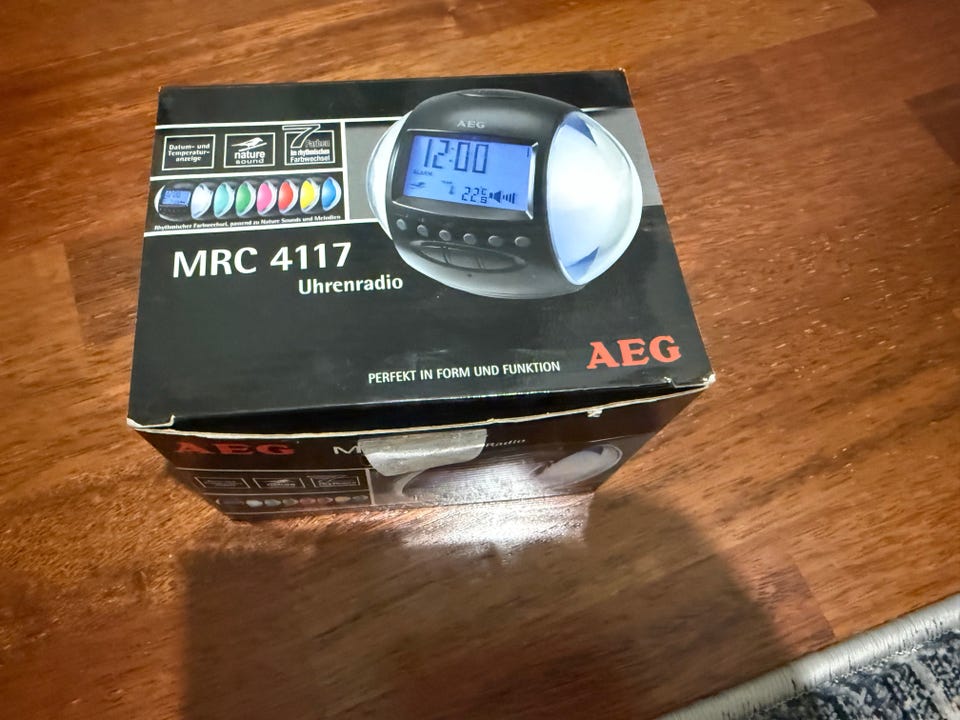 Datum- und
Temperatur-
anzeige
nature
sound
7
Farben
im rhythmischen
Farbwechsel
Rhythmischer Farbwechsel, passend zu Nature Sounds und Melodien
AEG
12:00
ALARM
MRC 4117
Uhrenradio
PERFEKT IN FORM UND FUNKTION
AEG
AEG
M
Radio